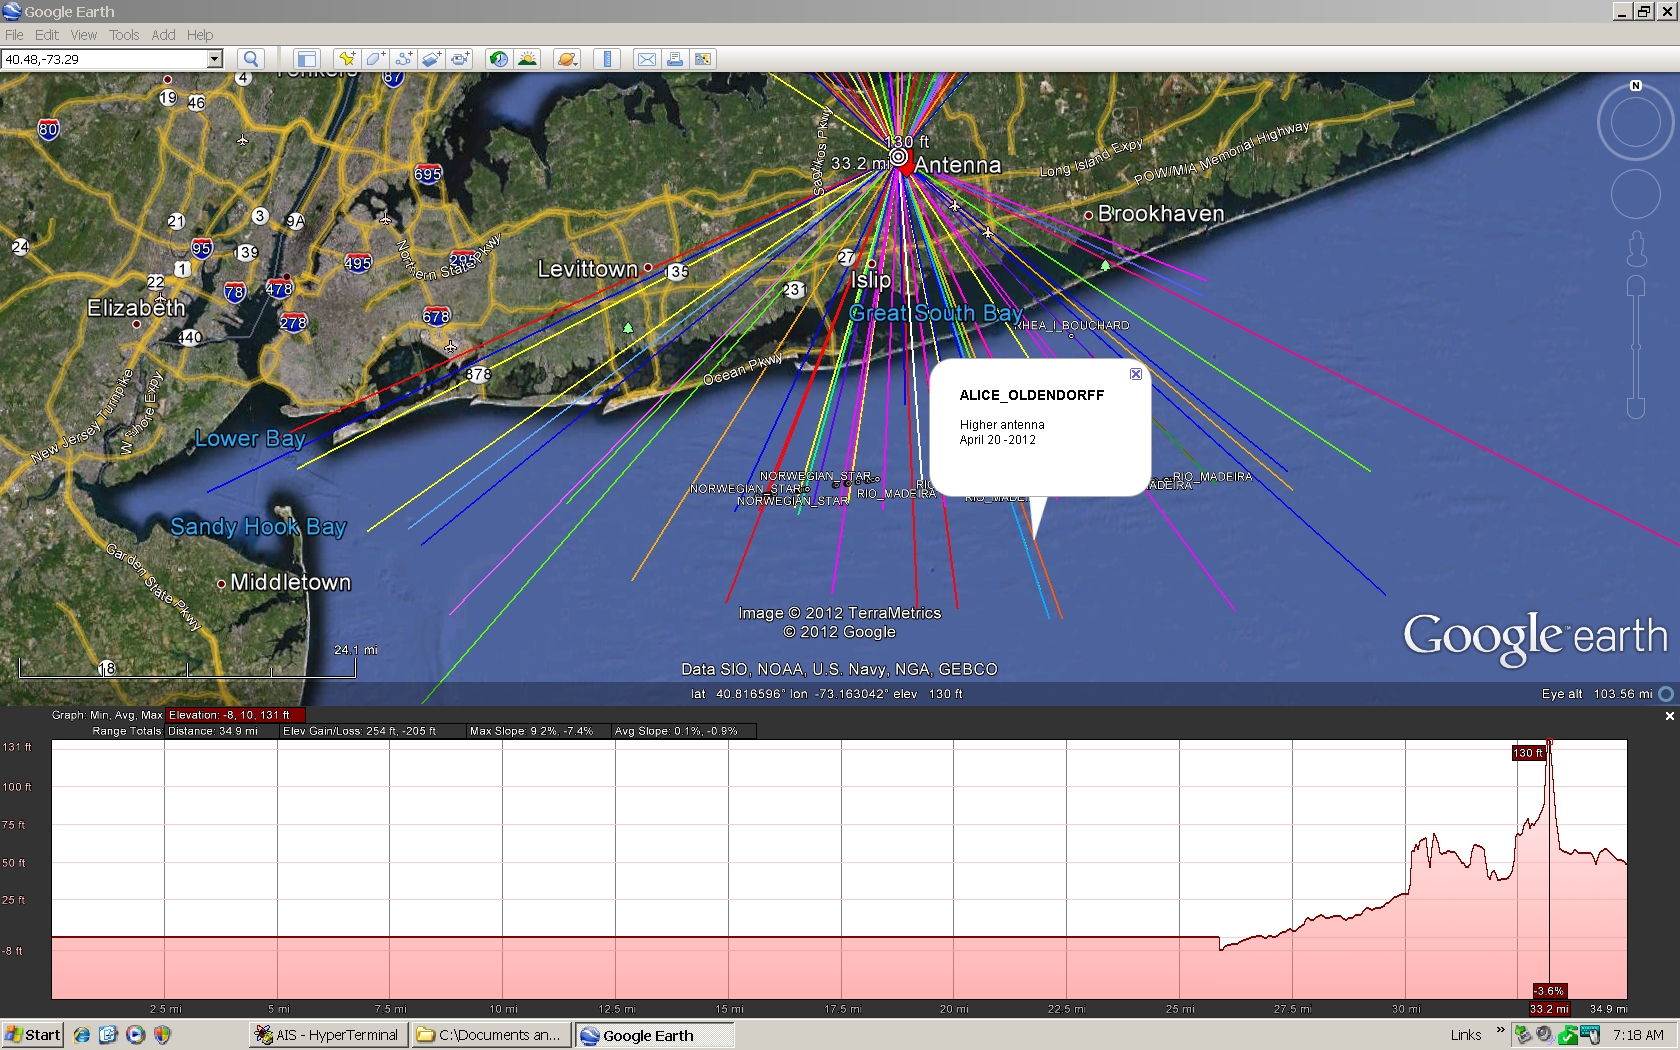 Google Earth
File Edit View Tools Add Help
40.48,-73.29
Yonkers
87
4
19
46
80
130 ft
33.2 mi
Antenna
Sagtikos Pkwy
Long Island Expy
POW/MIA Memorial Highway
N
695
Brookhaven
21
3
9A
24
95
139
1
495
Northern State Pkwy
295
Levittown
135
27
Islip
22
78
478
231
Elizabeth
278
678
440
Great South Bay
RHEA_I_BOUCHARD
878
Ocean Pkwy
New Jersey Turnpike
W Shore Expy
Lower Bay
ALICE_OLDENDORFF
Higher antenna
April 20 -2012
NORWEGIAN_STAR
NORWEGIAN_STAR
NORWEGIAN_STAR
RIO_MADEIRA
RIO_MADEIRA
Sandy Hook Bay
Garden State Pkwy
Middletown
Image © 2012 TerraMetrics
© 2012 Google
Data SIO, NOAA, U.S. Navy, NGA, GEBCO
Google earth
24.1 mi
18
lat 40.816596° lon -73.163042° elev 130 ft
Eye alt 103.56 mi
Graph: Min, Avg, Max Elevation: -8, 10, 131 ft
Range Totals: Distance: 34.9 mi Elev Gain/Loss: 254 ft, -205 ft Max Slope: 9.2%, -7.4% Avg Slope: 0.1%, -0.9%
131 ft
130 ft
100 ft
75 ft
50 ft
25 ft
-8 ft
-3.6%
2.5 mi 5 mi 7.5 mi 10 mi 12.5 mi 15 mi 17.5 mi 20 mi 22.5 mi 25 mi 27.5 mi 30 mi 33.2 mi 34.9 mi
Start AIS - HyperTerminal C:\Documents an... Google Earth Links » 7:18 AM